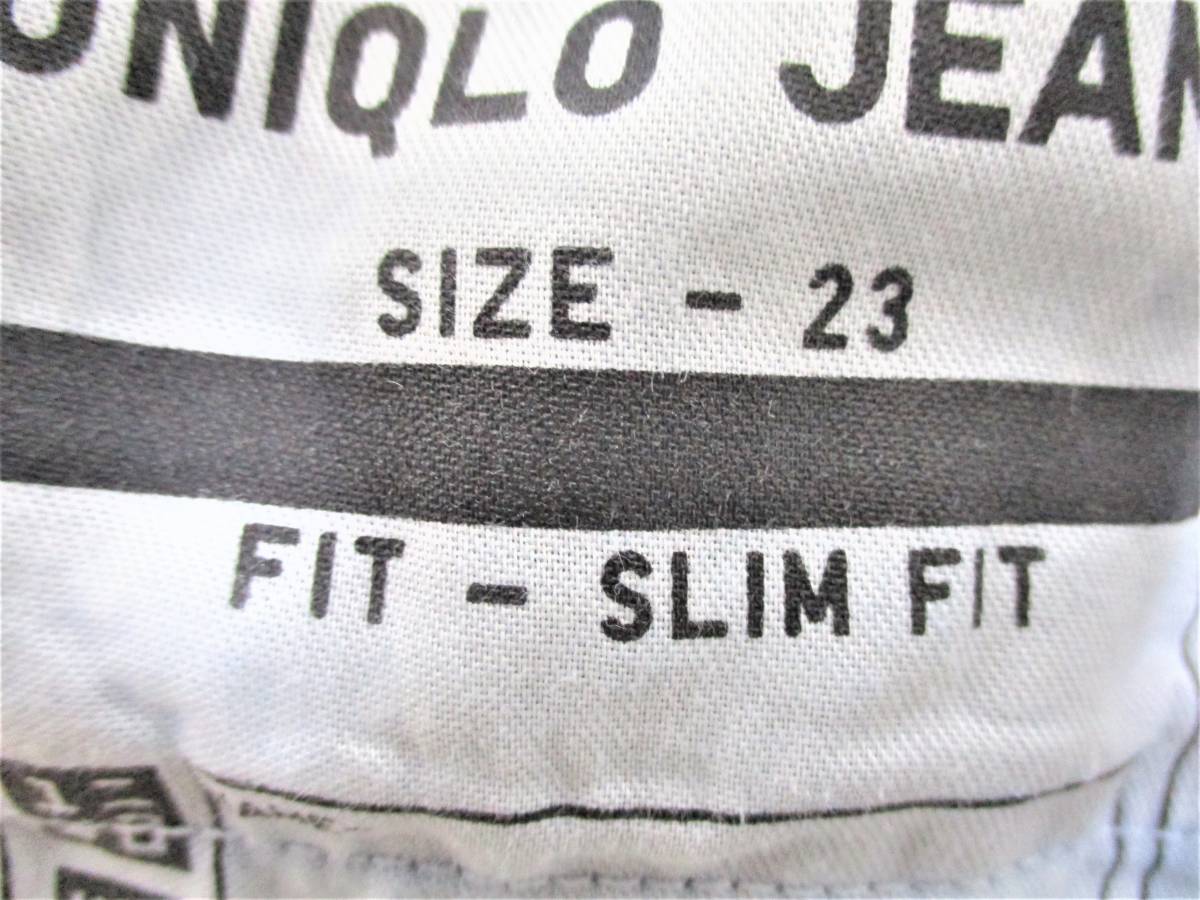 UNIQLO JEAN
SIZE - 23
FIT - SLIM FIT